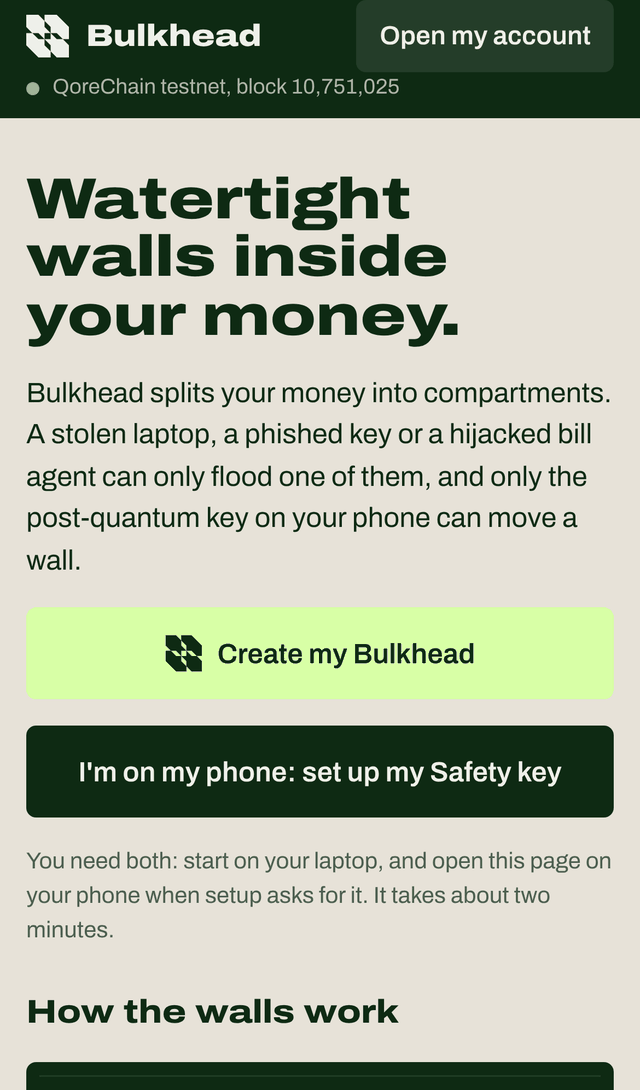 Bulkhead
Open my account
QoreChain testnet, block 10,751,025
Watertight
walls inside
your money.
Bulkhead splits your money into compartments.
A stolen laptop, a phished key or a hijacked bill
agent can only flood one of them, and only the
post-quantum key on your phone can move a
wall.
Create my Bulkhead
I'm on my phone: set up my Safety key
You need both: start on your laptop, and open this page on
your phone when setup asks for it. It takes about two
minutes.
How the walls work